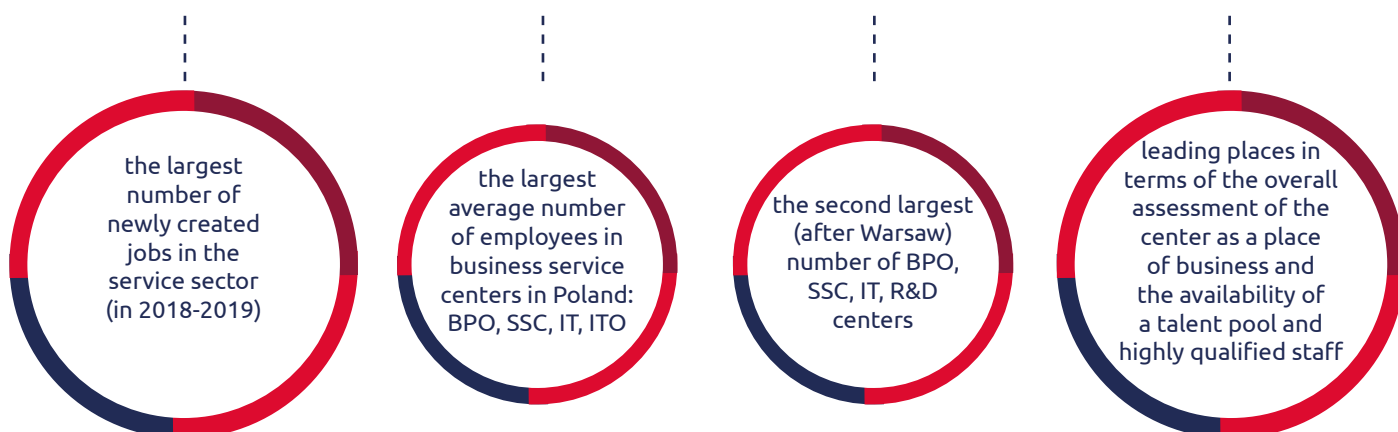 the largest
number of
newly created
jobs in the
service sector
(in 2018-2019)
the largest
average number
of employees in
business service
centers in Poland:
BPO, SSC, IT, ITO
the second largest
(after Warsaw)
number of BPO,
SSC, IT, R&D
centers
leading places in
terms of the overall
assessment of the
center as a place
of business and
the availability of
a talent pool and
highly qualified staff